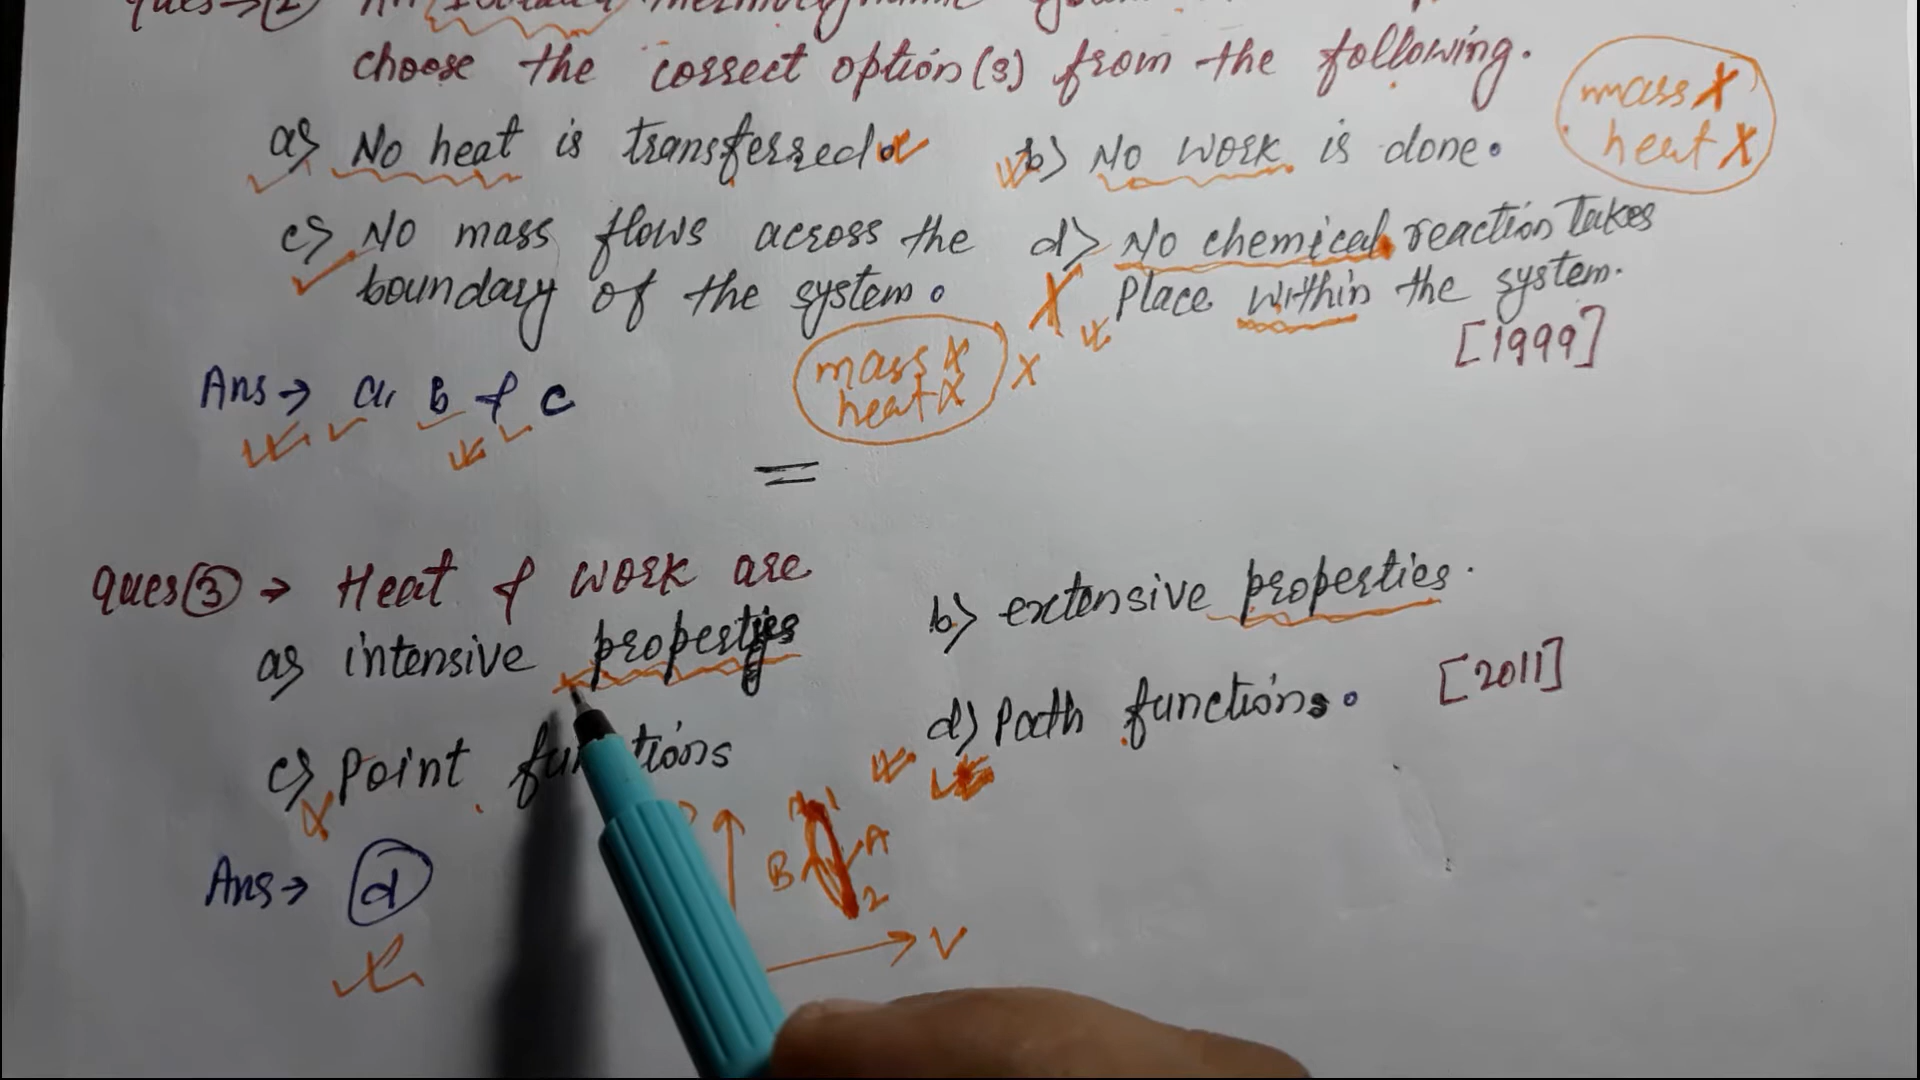 choose the correct option(s) from the following.
mass X
heat X
a) No heat is transferred. b) No work is done.
c) No mass flows across the d) No chemical reaction Takes
boundary of the system. Place within the system.
[1999]
mass X
heat X
Ans → a, B & c
Ques 3 → Heat & work are
a) intensive properties b) extensive properties.
c) Point functions d) Path functions. [2011]
Ans → d
B A
2
V